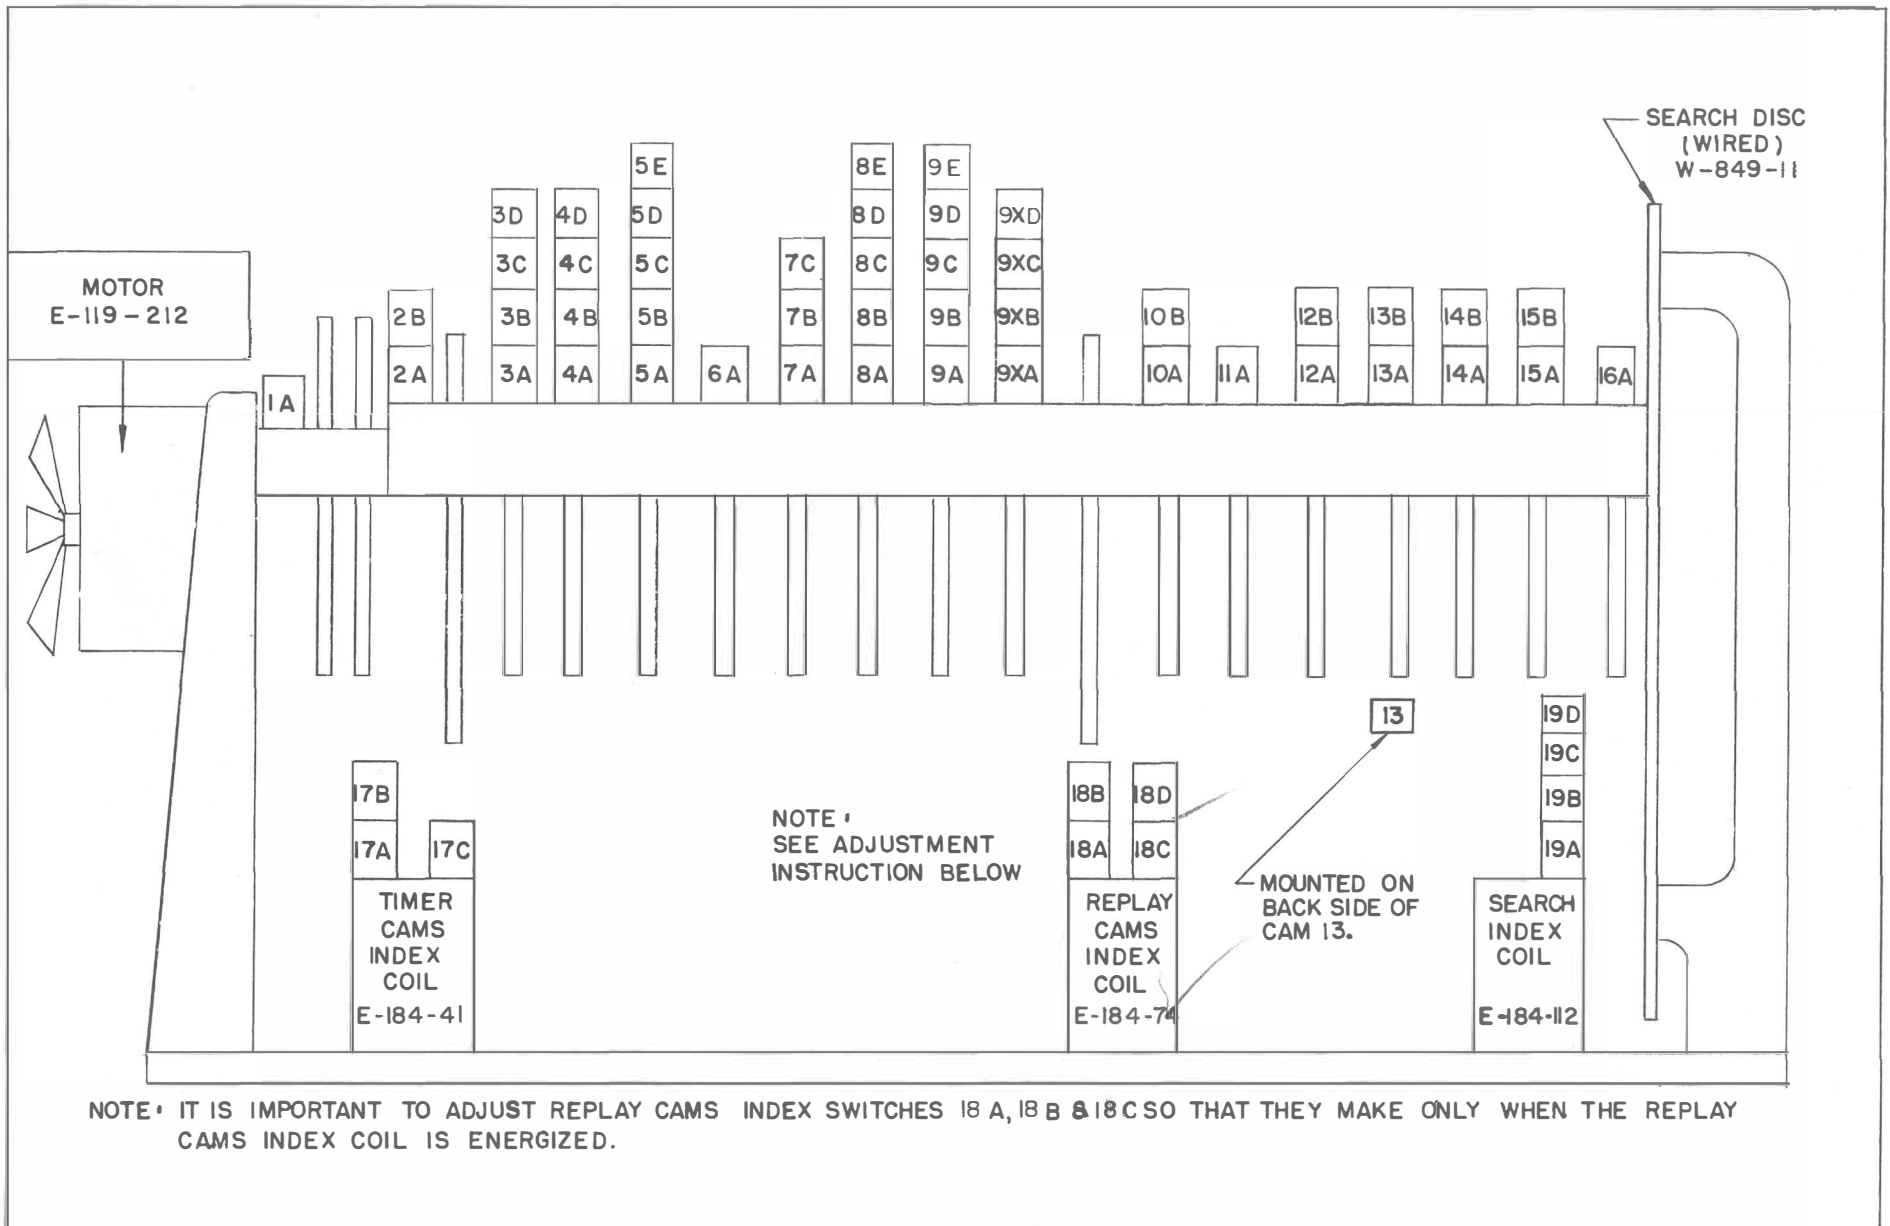 SEARCH DISC
(WIRED)
W-849-11
5E
8E
9E
3D
4D
5D
8D
9D
9XD
MOTOR
E-119-212
3C
4C
5C
7C
8C
9C
9XC
2B
3B
4B
5B
7B
8B
9B
9XB
10B
12B
13B
14B
15B
1A
2A
3A
4A
5A
6A
7A
8A
9A
9XA
10A
11A
12A
13A
14A
15A
16A
13
19D
19C
19B
19A
17B
17A
17C
18B
18D
18A
18C
NOTE:
SEE ADJUSTMENT
INSTRUCTION BELOW
MOUNTED ON
BACK SIDE OF
CAM 13.
TIMER
CAMS
INDEX
COIL
E-184-41
REPLAY
CAMS
INDEX
COIL
E-184-74
SEARCH
INDEX
COIL
E-184-112
NOTE: IT IS IMPORTANT TO ADJUST REPLAY CAMS INDEX SWITCHES 18A, 18B & 18C SO THAT THEY MAKE ONLY WHEN THE REPLAY
CAMS INDEX COIL IS ENERGIZED.